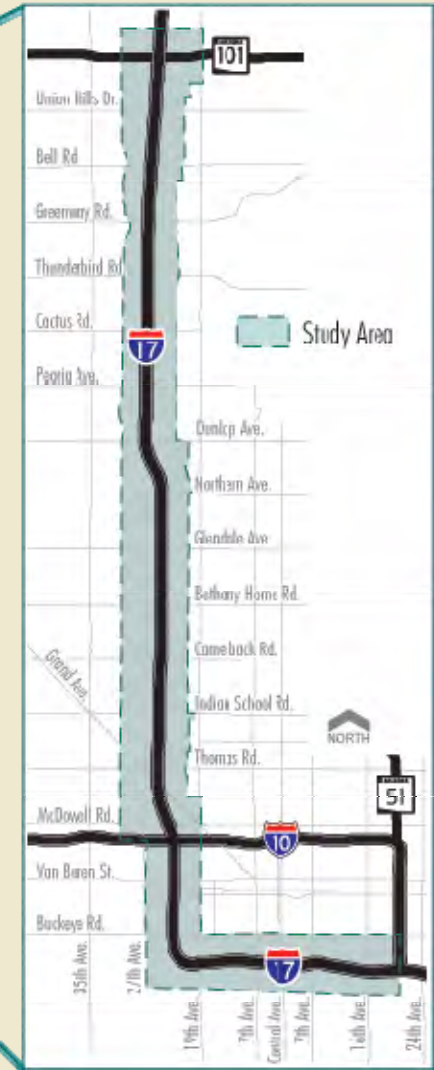 101
Union Hills Dr.
Bell Rd
Greenway Rd.
Thunderbird Rd
Cactus Rd.
17
Study Area
Peoria Ave.
Dunlap Ave.
Northern Ave.
Glendale Ave
Bethany Home Rd.
Camelback Rd.
Grand Ave.
Indian School Rd.
NORTH
Thomas Rd.
51
McDowell Rd.
10
Van Buren St.
Buckeye Rd.
17
35th Ave.
27th Ave.
19th Ave.
7th Ave.
Central Ave.
7th Ave.
16th Ave.
24th Ave.